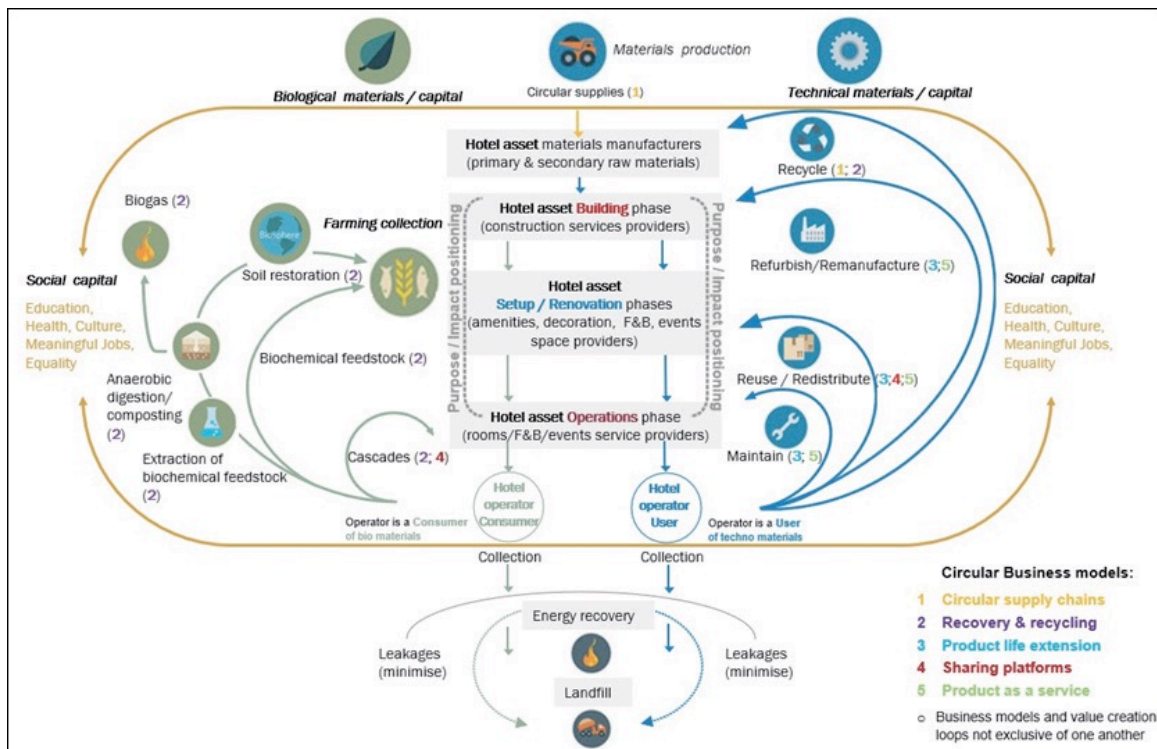 Materials production
Biological materials / capital
Circular supplies (1)
Technical materials / capital
Hotel asset materials manufacturers
(primary & secondary raw materials)
Recycle (1; 2)
Biogas (2)
Biosphere
Farming collection
Purpose / Impact positioning
Hotel asset Building phase
(construction services providers)
Purpose / Impact positioning
Refurbish/Remanufacture (3;5)
Soil restoration (2)
Social capital
Education,
Health, Culture,
Meaningful Jobs,
Equality
Hotel asset
Setup / Renovation phases
(amenities, decoration, F&B, events
space providers)
Social capital
Education,
Health, Culture,
Meaningful Jobs,
Equality
Biochemical feedstock (2)
Reuse / Redistribute (3;4;5)
Anaerobic
digestion/
composting
(2)
Hotel asset Operations phase
(rooms/F&B/events service providers)
Extraction of
biochemical feedstock
(2)
Cascades (2; 4)
Maintain (3; 5)
Hotel
operator
Consumer
Hotel
operator
User
Operator is a Consumer
of bio materials
Operator is a User
of techno materials
Collection
Collection
Energy recovery
Leakages
(minimise)
Leakages
(minimise)
Landfill
Circular Business models:
1 Circular supply chains
2 Recovery & recycling
3 Product life extension
4 Sharing platforms
5 Product as a service
o Business models and value creation
loops not exclusive of one another